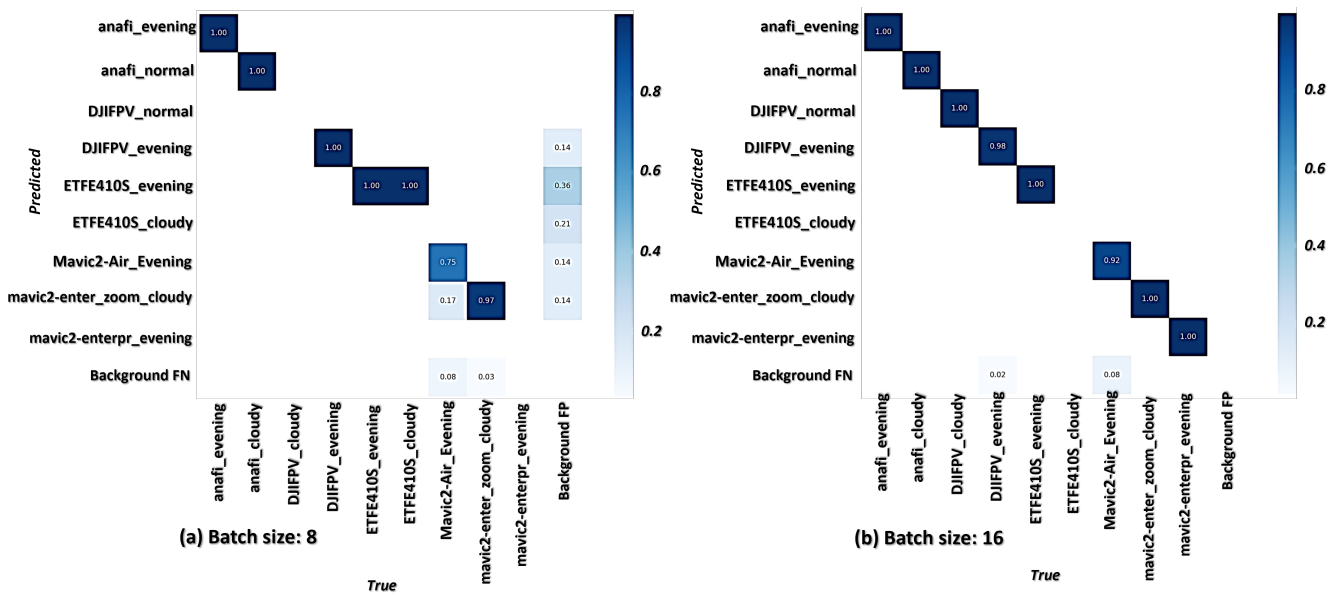 anafi_evening
anafi_normal
DJIFPV_normal
DJIFPV_evening
ETFE410S_evening
ETFE410S_cloudy
Mavic2-Air_Evening
mavic2-enter_zoom_cloudy
mavic2-enterpr_evening
Background FN
Predicted
1.00
1.00
1.00 0.14
1.00 1.00 0.36
0.21
0.75 0.14
0.17 0.97 0.14
0.08 0.03
0.8
0.6
0.4
0.2
anafi_evening
anafi_cloudy
DJIFPV_cloudy
DJIFPV_evening
ETFE410S_evening
ETFE410S_cloudy
Mavic2-Air_Evening
mavic2-enter_zoom_cloudy
mavic2-enterpr_evening
Background FP
(a) Batch size: 8
True
anafi_evening
anafi_normal
DJIFPV_normal
DJIFPV_evening
ETFE410S_evening
ETFE410S_cloudy
Mavic2-Air_Evening
mavic2-enter_zoom_cloudy
mavic2-enterpr_evening
Background FN
Predicted
1.00
1.00
1.00
0.98
1.00
0.92
1.00
1.00
0.02 0.08
0.8
0.6
0.4
0.2
anafi_evening
anafi_cloudy
DJIFPV_cloudy
DJIFPV_evening
ETFE410S_evening
ETFE410S_cloudy
Mavic2-Air_Evening
mavic2-enter_zoom_cloudy
mavic2-enterpr_evening
Background FP
(b) Batch size: 16
True